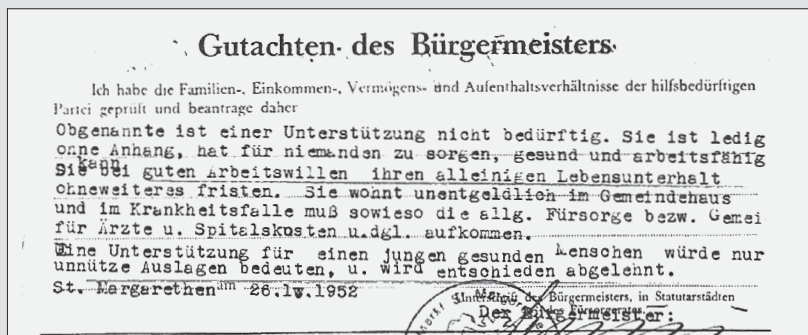 Gutachten des Bürgermeisters
Ich habe die Familien-, Einkommen-, Vermögens- und Aufenthaltsverhältnisse der hilfsbedürftigen
Partei geprüft und beantrage daher
Obgenannte ist einer Unterstützung nicht bedürftig. Sie ist ledig
ohne Anhang, hat für niemanden zu sorgen, gesund und arbeitsfähig
kann
Sie bei guten Arbeitswillen ihren alleinigen Lebensunterhalt
ohneweiteres fristen. Sie wohnt unentgeldlich im Gemeindehaus
und im Krankheitsfalle muß sowieso die allg. Fürsorge bezw. Gemei
für Ärzte u. Spitalskosten u.dgl. aufkommen.
Eine Unterstützung für einen jungen gesunden Menschen würde nur
unnütze Auslagen bedeuten, u. wird entschieden abgelehnt.
St. Margarethen am 26.IV.1952
Unterschrift des Bürgermeisters, in Statutarstädten
Der Bürgermeister: